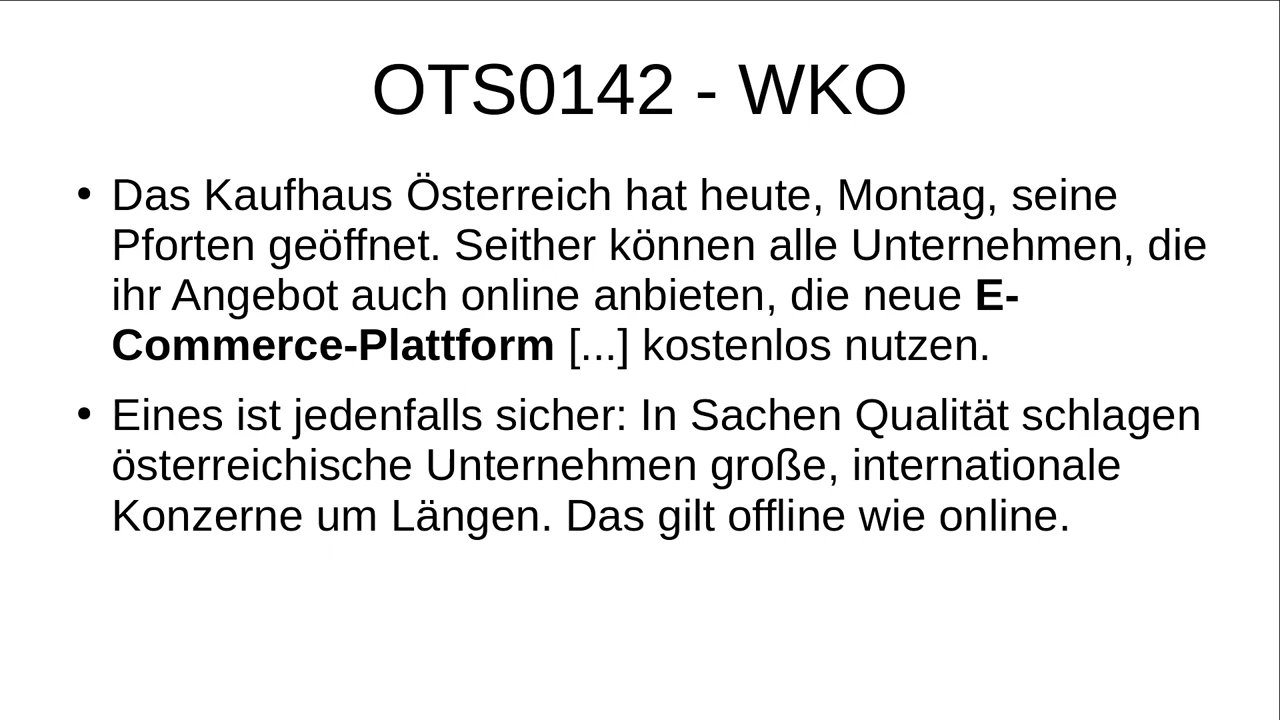 OTS0142 - WKO
• Das Kaufhaus Österreich hat heute, Montag, seine
Pforten geöffnet. Seither können alle Unternehmen, die
ihr Angebot auch online anbieten, die neue E-
Commerce-Plattform [...] kostenlos nutzen.
• Eines ist jedenfalls sicher: In Sachen Qualität schlagen
österreichische Unternehmen große, internationale
Konzerne um Längen. Das gilt offline wie online.